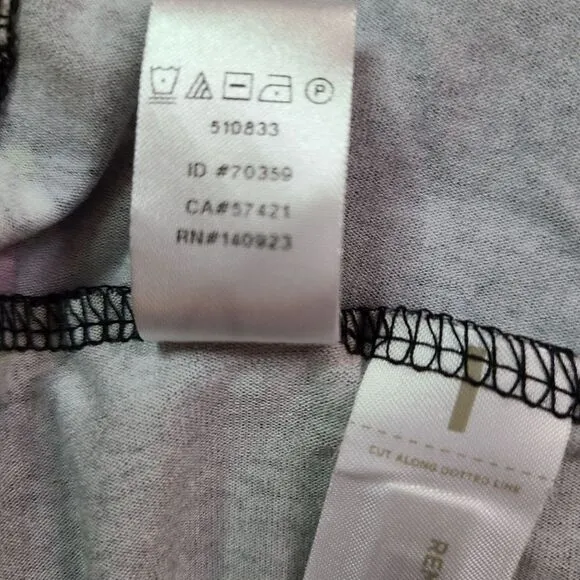 P
510833
ID #70359
CA#57421
RN#140923
CUT ALONG DOTTED LINE